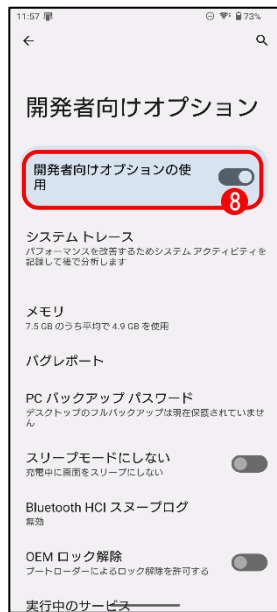 11:57
73%
開発者向けオプション
開発者向けオプションの使
用
8
システム トレース
パフォーマンスを改善するためシステム アクティビティを
記録して後で分析します
メモリ
7.5 GB のうち平均で 4.9 GB を使用
バグレポート
PC バックアップ パスワード
デスクトップのフルバックアップは現在保護されていませ
ん
スリープモードにしない
充電中に画面をスリープにしない
Bluetooth HCI スヌープログ
無効
OEM ロック解除
ブートローダーによるロック解除を許可する
実行中のサービス